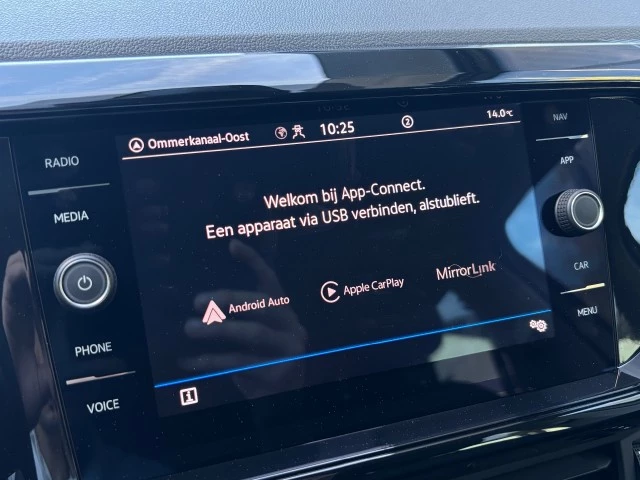 RADIO
MEDIA
PHONE
VOICE
Ommerkanaal-Oost
10:25
2
14.0°C
Welkom bij App-Connect.
Een apparaat via USB verbinden, alstublieft.
Android Auto
Apple CarPlay
MirrorLink
NAV
APP
CAR
MENU